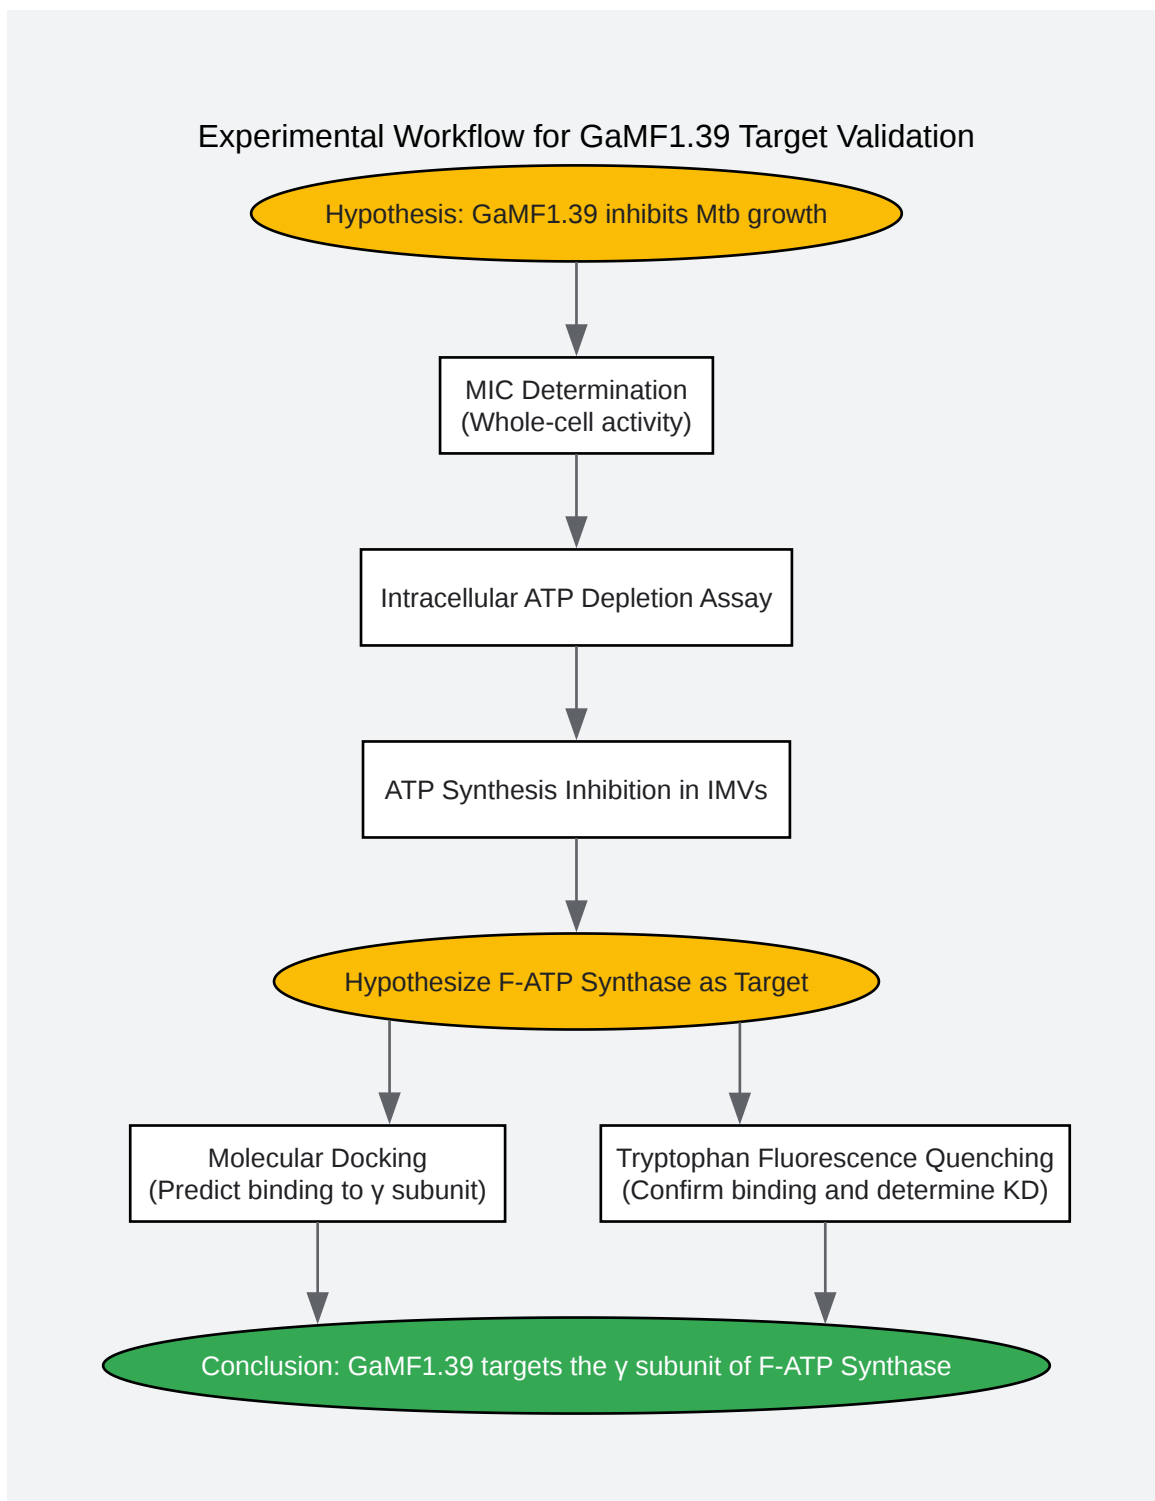 Experimental Workflow for GaMF1.39 Target Validation
Hypothesis: GaMF1.39 inhibits Mtb growth
MIC Determination
(Whole-cell activity)
Intracellular ATP Depletion Assay
ATP Synthesis Inhibition in IMVs
Hypothesize F-ATP Synthase as Target
Molecular Docking
(Predict binding to γ subunit)
Tryptophan Fluorescence Quenching
(Confirm binding and determine KD)
Conclusion: GaMF1.39 targets the γ subunit of F-ATP Synthase